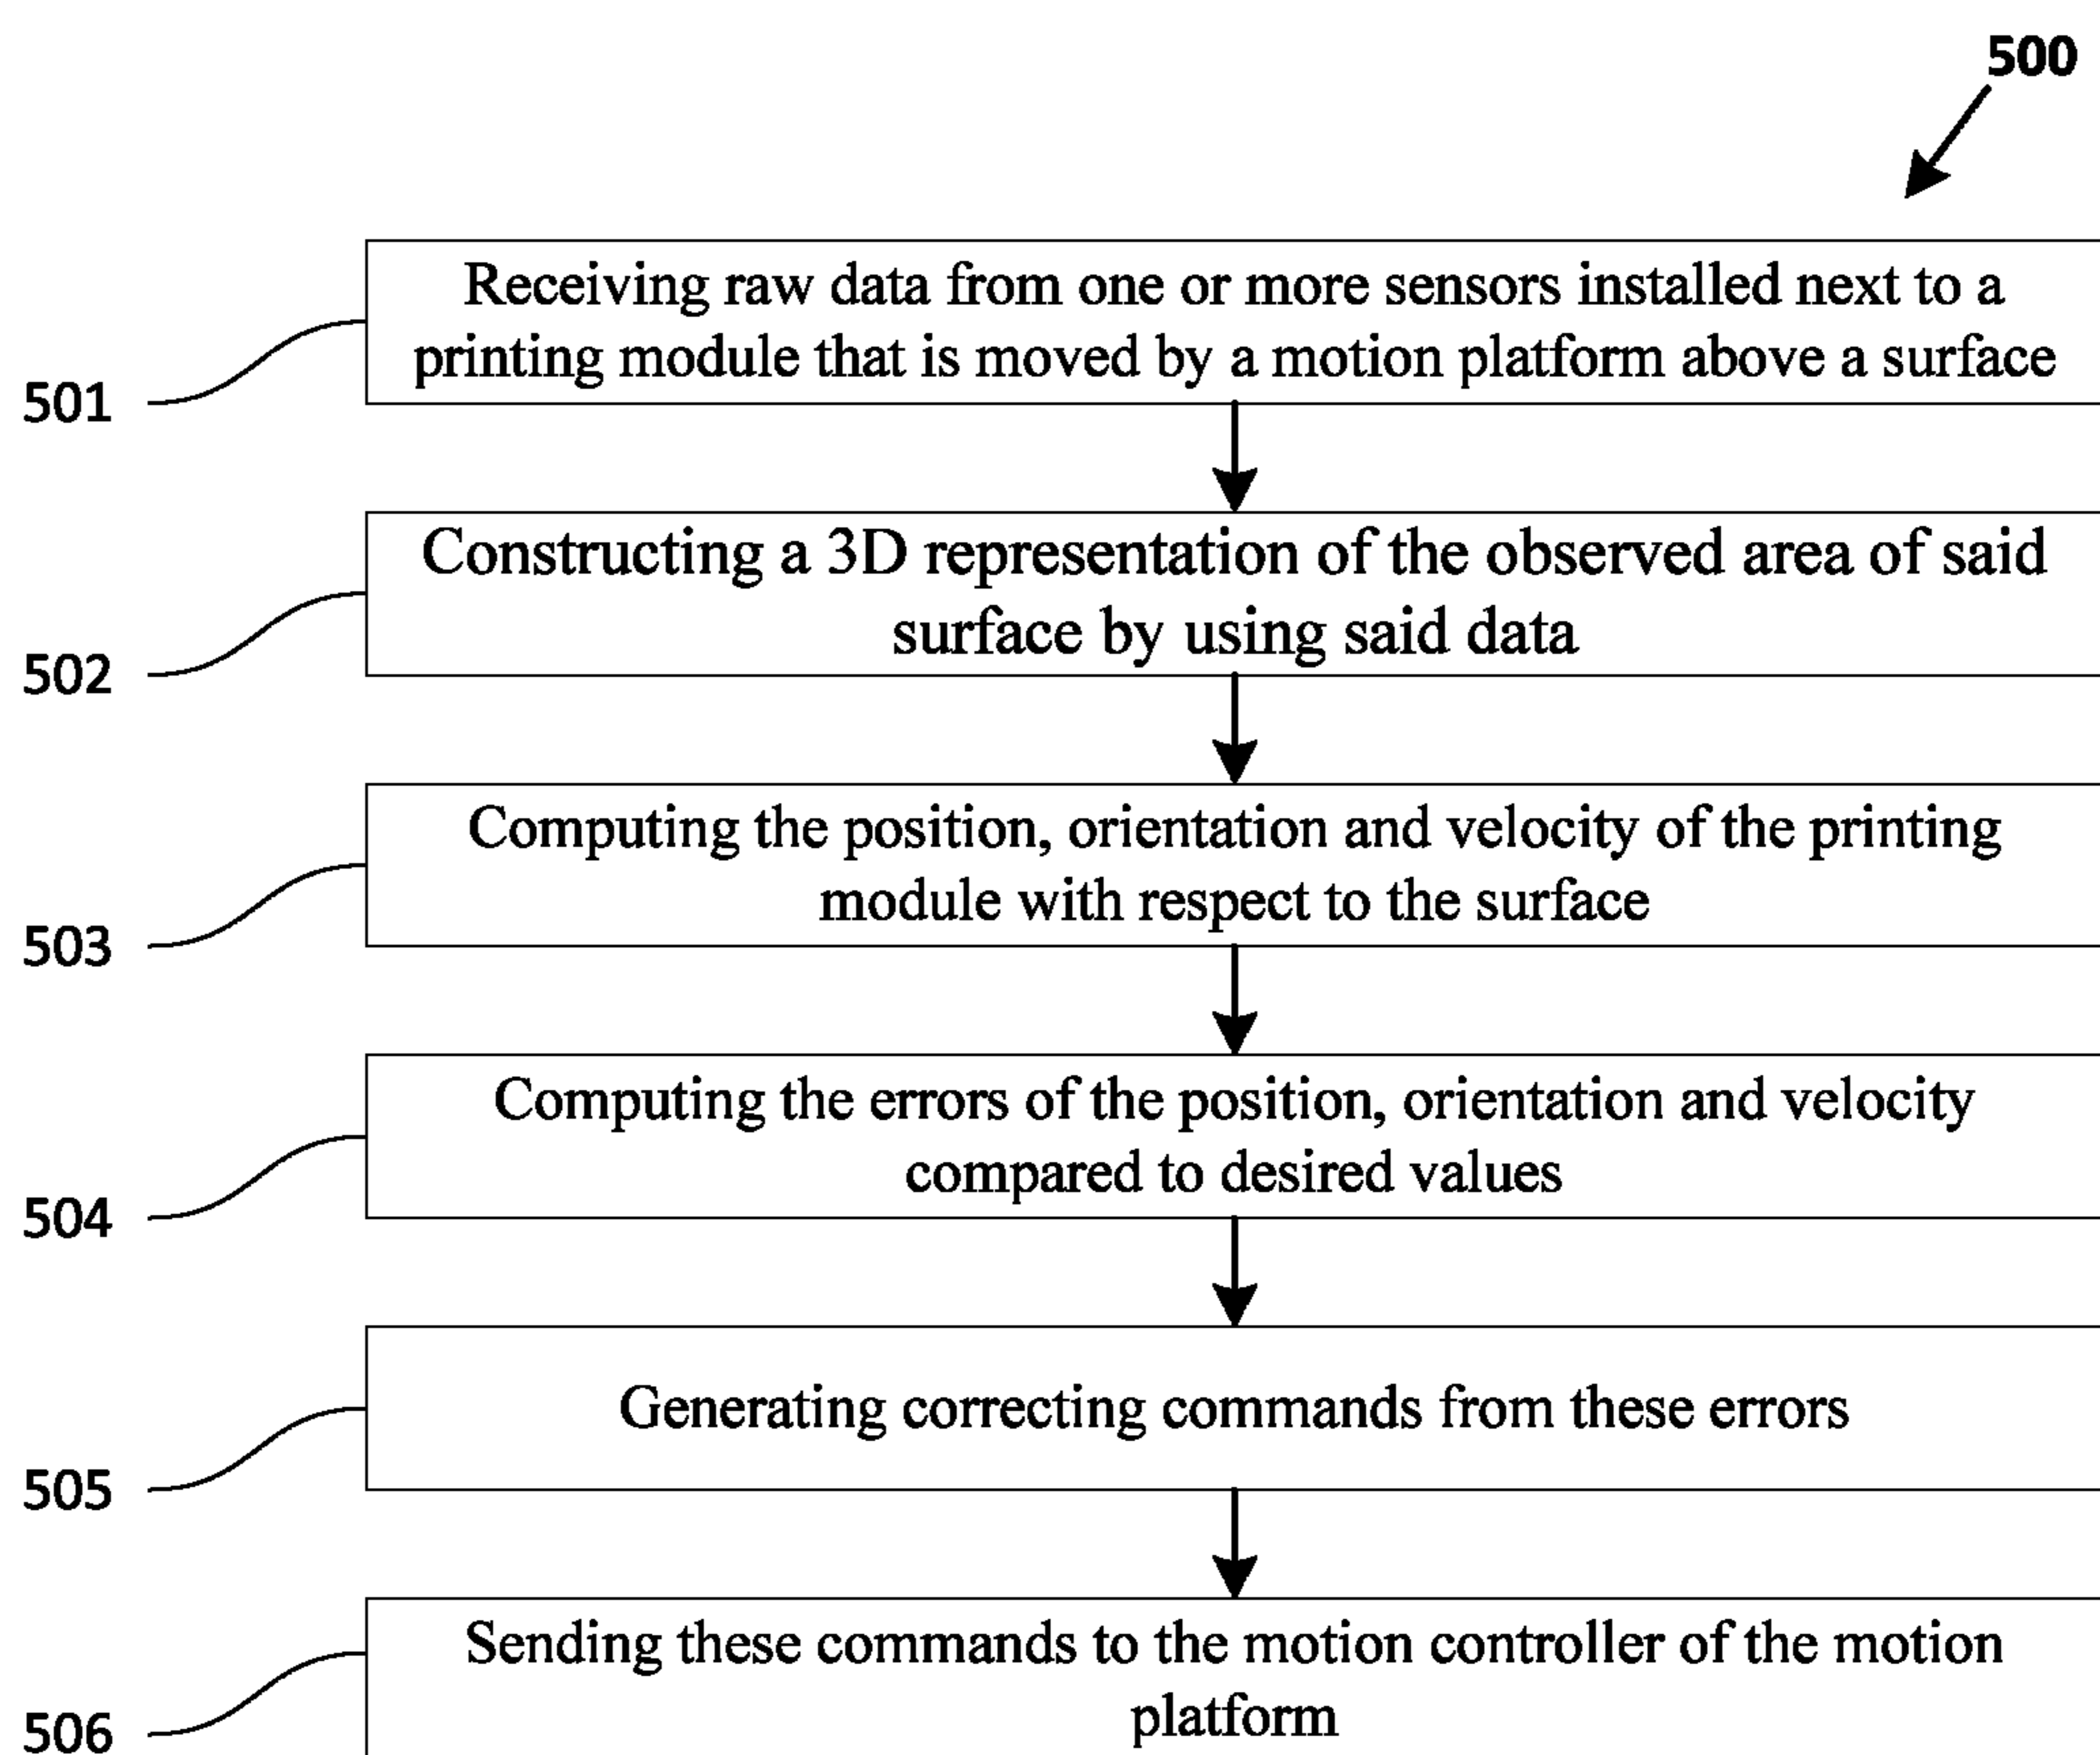 500
Receiving raw data from one or more sensors installed next to a
printing module that is moved by a motion platform above a surface
501
Constructing a 3D representation of the observed area of said
surface by using said data
502
Computing the position, orientation and velocity of the printing
module with respect to the surface
503
Computing the errors of the position, orientation and velocity
compared to desired values
504
Generating correcting commands from these errors
505
Sending these commands to the motion controller of the motion
platform
506